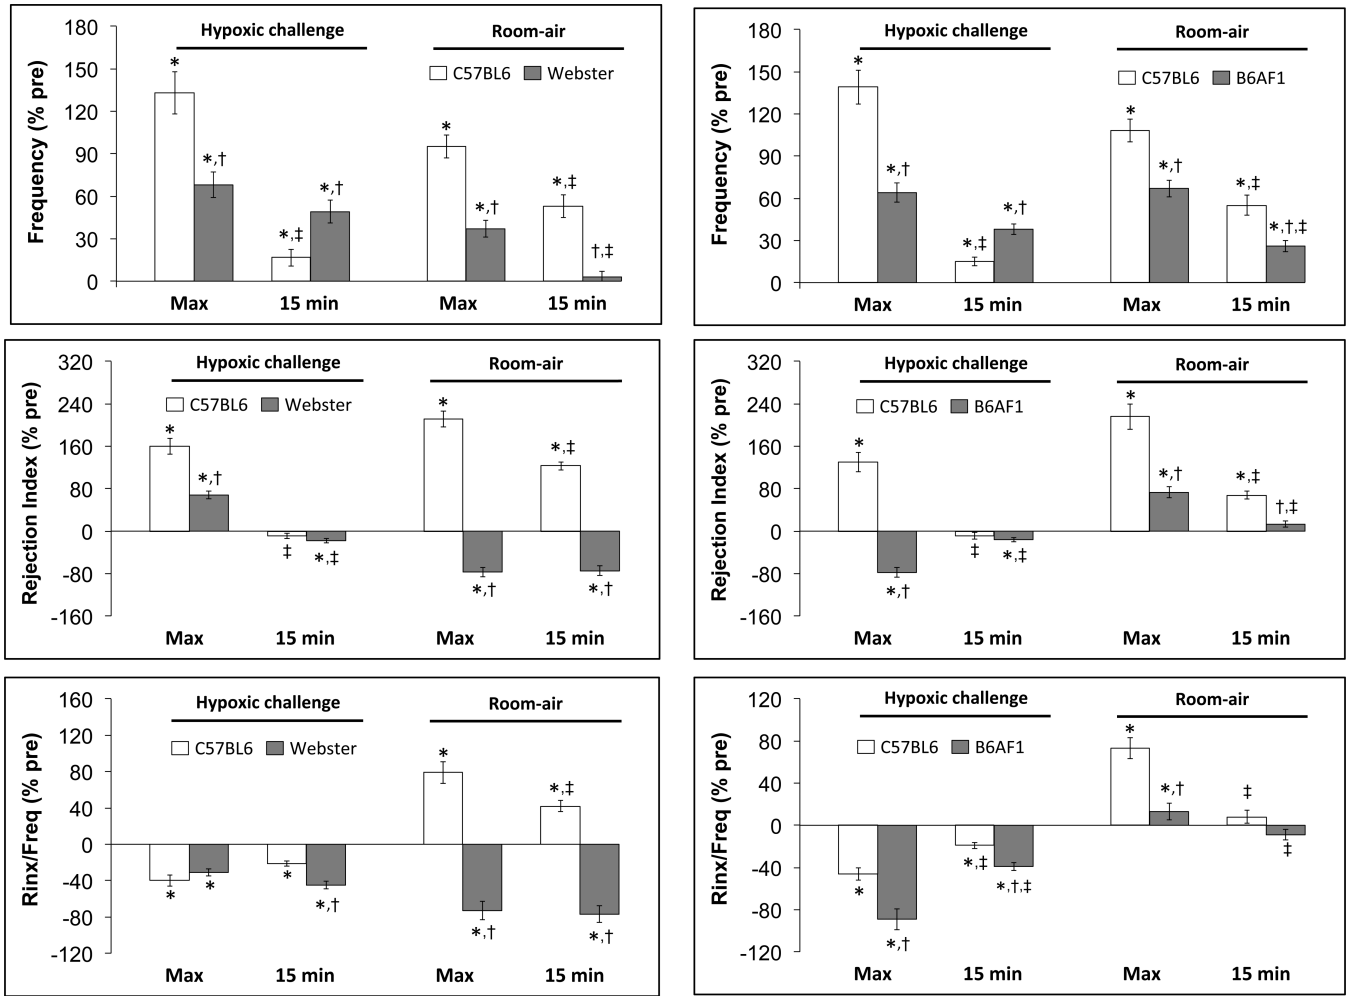 180
150
120
90
60
30
0
Frequency (% pre)
Hypoxic challenge Room-air
C57BL6 Webster
* *,† *,‡ *,† * *,† *,‡ †,‡
Max 15 min Max 15 min
180
150
120
90
60
30
0
Frequency (% pre)
Hypoxic challenge Room-air
C57BL6 B6AF1
* *,† *,‡ *,† * *,† *,‡ *,†,‡
Max 15 min Max 15 min
320
240
160
80
0
-80
-160
Rejection Index (% pre)
Hypoxic challenge Room-air
C57BL6 Webster
* *,† ‡ *,‡ * *,† *,‡ *,†
Max 15 min Max 15 min
320
240
160
80
0
-80
-160
Rejection Index (% pre)
Hypoxic challenge Room-air
C57BL6 B6AF1
* *,† ‡ *,‡ * *,† *,‡ †,‡
Max 15 min Max 15 min
160
120
80
40
0
-40
-80
-120
Rinx/Freq (% pre)
Hypoxic challenge Room-air
C57BL6 Webster
* * * *,† * *,† *,‡ *,†
Max 15 min Max 15 min
120
80
40
0
-40
-80
-120
Rinx/Freq (% pre)
Hypoxic challenge Room-air
C57BL6 B6AF1
* *,† *,‡ *,†,‡ * *,† ‡ ‡
Max 15 min Max 15 min